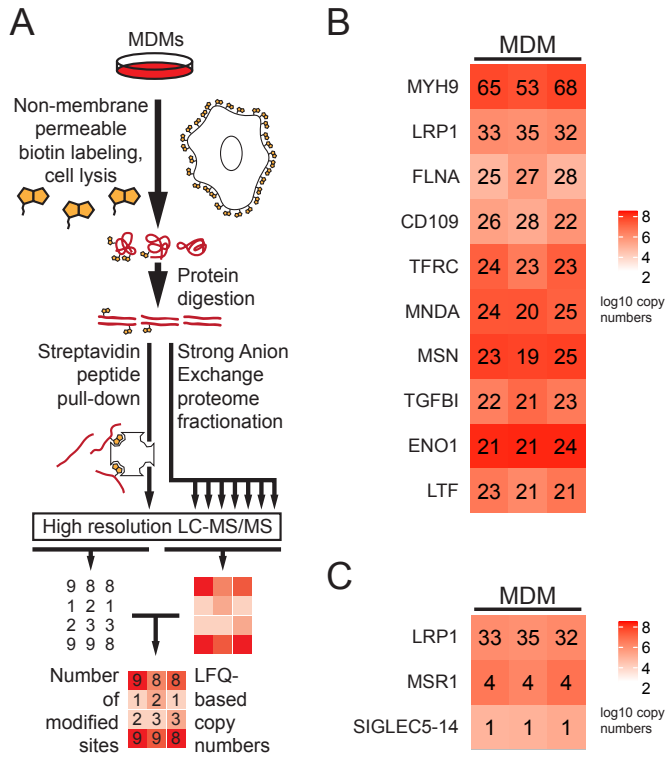 A
MDMs
Non-membrane
permeable
biotin labeling,
cell lysis
Protein
digestion
Streptavidin
peptide
pull-down
Strong Anion
Exchange
proteome
fractionation
High resolution LC-MS/MS
9 8 8
1 2 1
2 3 3
9 9 8
Number
of
modified
sites
9 8 8
1 2 1
2 3 3
9 9 8
LFQ-
based
copy
numbers
B
MDM
MYH9 65 53 68
LRP1 33 35 32
FLNA 25 27 28
CD109 26 28 22
TFRC 24 23 23
MNDA 24 20 25
MSN 23 19 25
TGFBI 22 21 23
ENO1 21 21 24
LTF 23 21 21
8
6
4
2
log10 copy
numbers
C
MDM
LRP1 33 35 32
MSR1 4 4 4
SIGLEC5-14 1 1 1
8
6
4
2
log10 copy
numbers